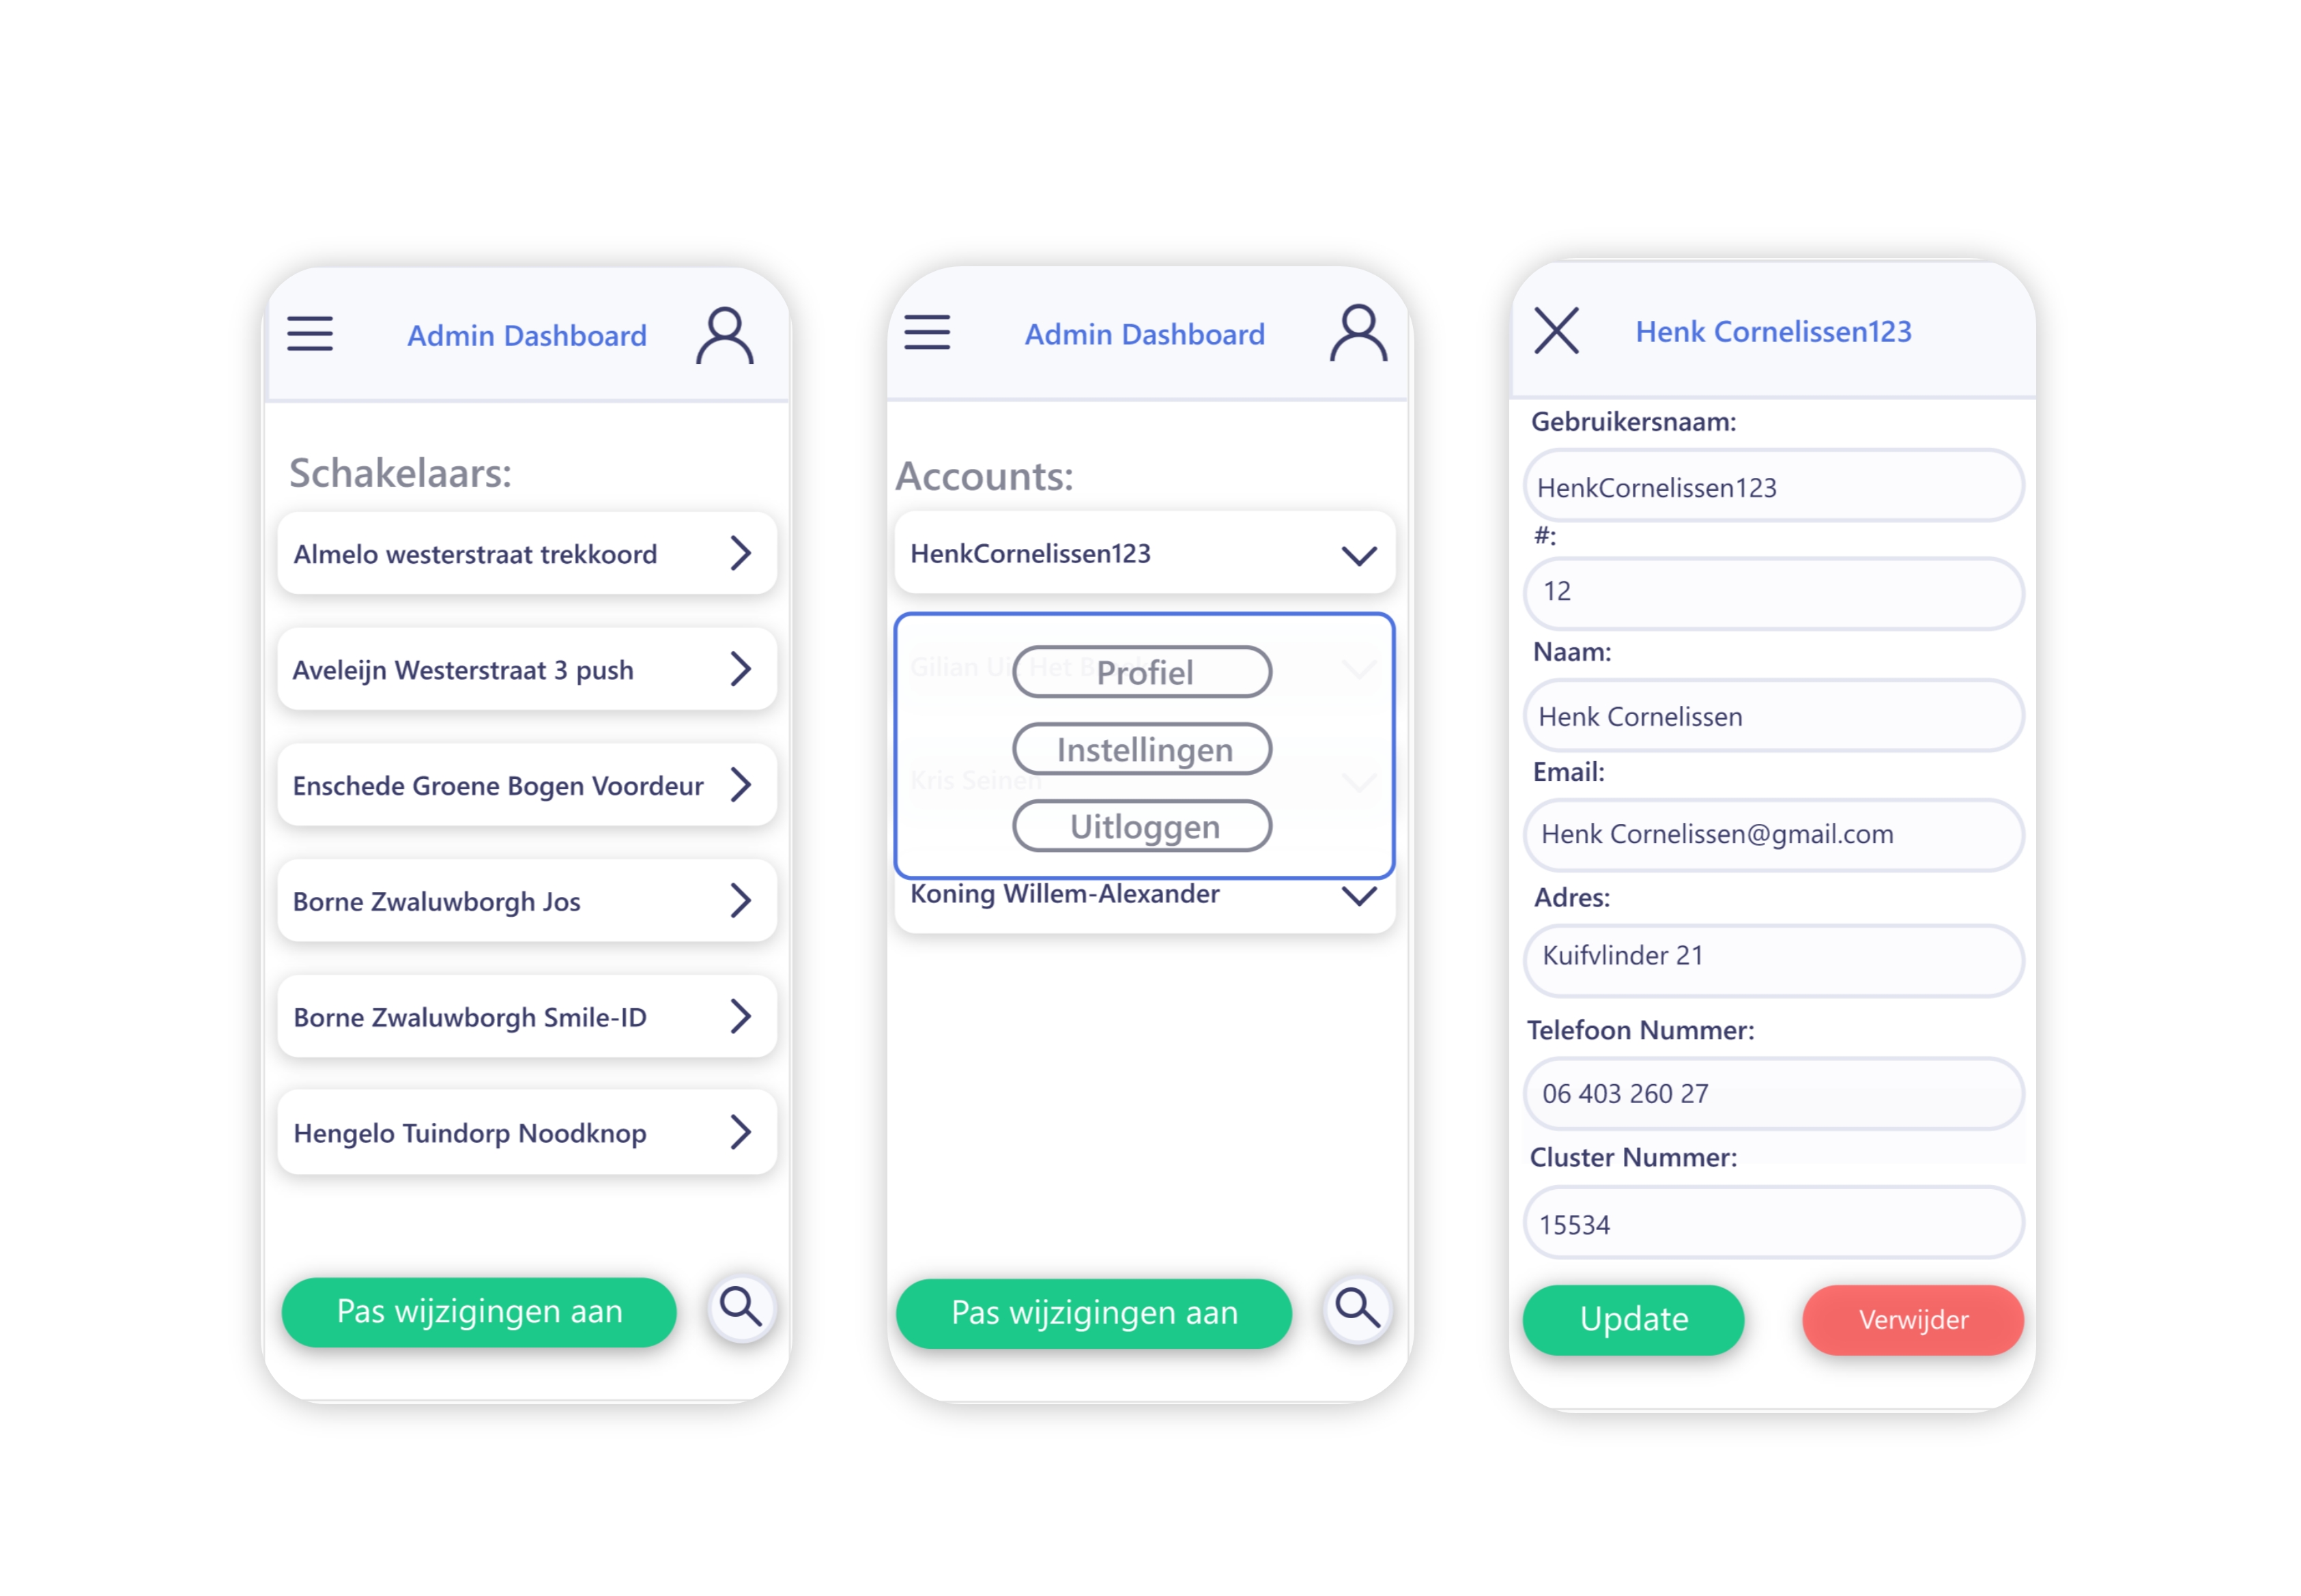 Admin Dashboard
Schakelaars:
Almelo westerstraat trekkoord
Aveleijn Westerstraat 3 push
Enschede Groene Bogen Voordeur
Borne Zwaluwborgh Jos
Borne Zwaluwborgh Smile-ID
Hengelo Tuindorp Noodknop
Pas wijzigingen aan
Admin Dashboard
Accounts:
HenkCornelissen123
Gilian Uit Het
Profiel
Instellingen
Kris Seinen
Uitloggen
Koning Willem-Alexander
Pas wijzigingen aan
Henk Cornelissen123
Gebruikersnaam:
HenkCornelissen123
#:
12
Naam:
Henk Cornelissen
Email:
Henk Cornelissen@gmail.com
Adres:
Kuifvlinder 21
Telefoon Nummer:
06 403 260 27
Cluster Nummer:
15534
Update
Verwijder